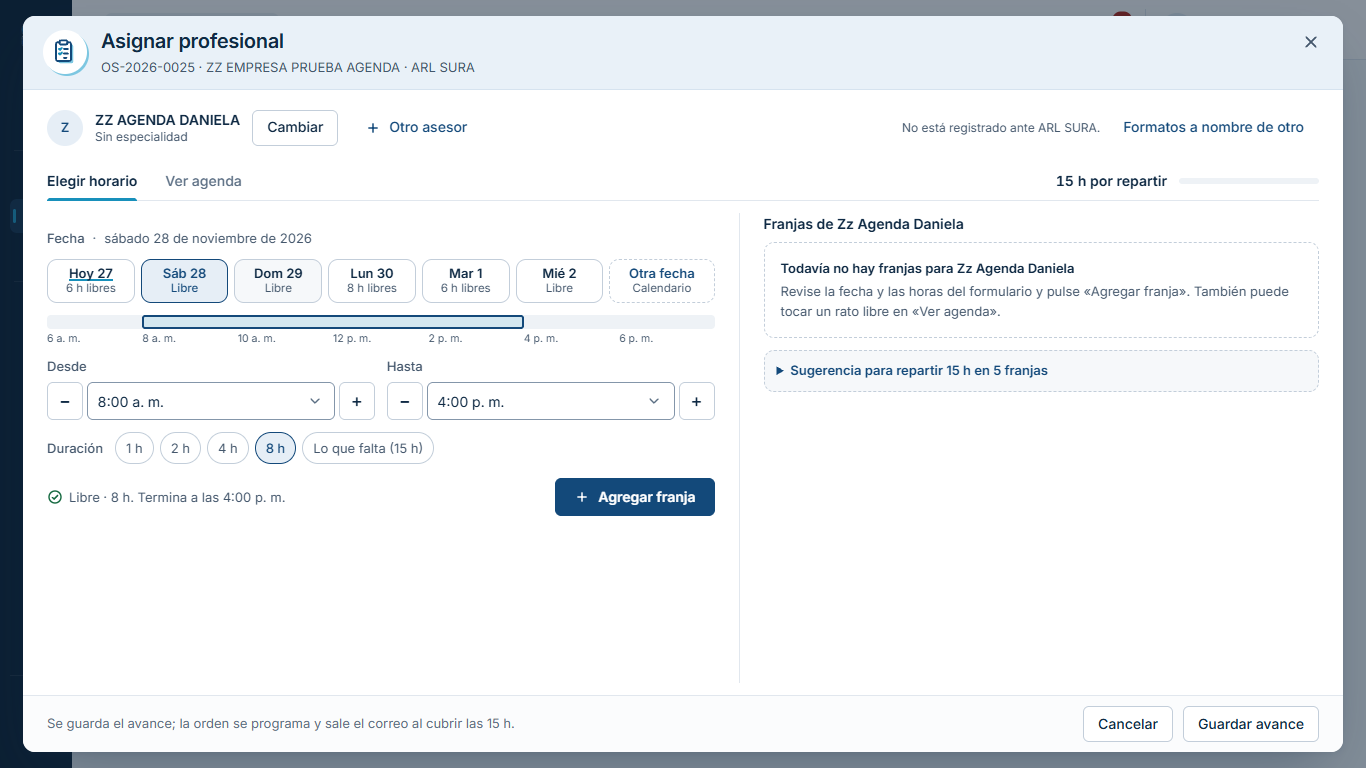 Asignar profesional
OS-2026-0025 · ZZ EMPRESA PRUEBA AGENDA · ARL SURA
Z
ZZ AGENDA DANIELA
Sin especialidad
Cambiar
+ Otro asesor
No está registrado ante ARL SURA.
Formatos a nombre de otro
Elegir horario
Ver agenda
15 h por repartir
Fecha · sábado 28 de noviembre de 2026
Hoy 27
6 h libres
Sáb 28
Libre
Dom 29
Libre
Lun 30
8 h libres
Mar 1
6 h libres
Mié 2
Libre
Otra fecha
Calendario
6 a. m.
8 a. m.
10 a. m.
12 p. m.
2 p. m.
4 p. m.
6 p. m.
Desde
Hasta
− 8:00 a. m. +
− 4:00 p. m. +
Duración
1 h
2 h
4 h
8 h
Lo que falta (15 h)
Libre · 8 h. Termina a las 4:00 p. m.
+ Agregar franja
Franjas de Zz Agenda Daniela
Todavía no hay franjas para Zz Agenda Daniela
Revise la fecha y las horas del formulario y pulse «Agregar franja». También puede
tocar un rato libre en «Ver agenda».
Sugerencia para repartir 15 h en 5 franjas
Se guarda el avance; la orden se programa y sale el correo al cubrir las 15 h.
Cancelar
Guardar avance